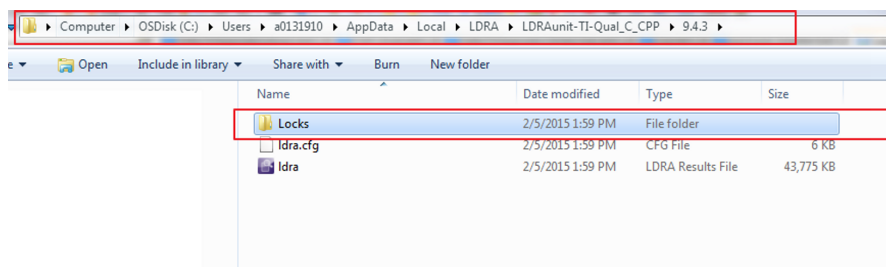 Computer OSDisk (C:) Users a0131910 AppData Local LDRA LDRAunit-TI-Qual_C_CPP 9.4.3
e Open Include in library Share with Burn New folder
Name Date modified Type Size
Locks 2/5/2015 1:59 PM File folder
ldra.cfg 2/5/2015 1:59 PM CFG File 6 KB
ldra 2/5/2015 1:59 PM LDRA Results File 43,775 KB